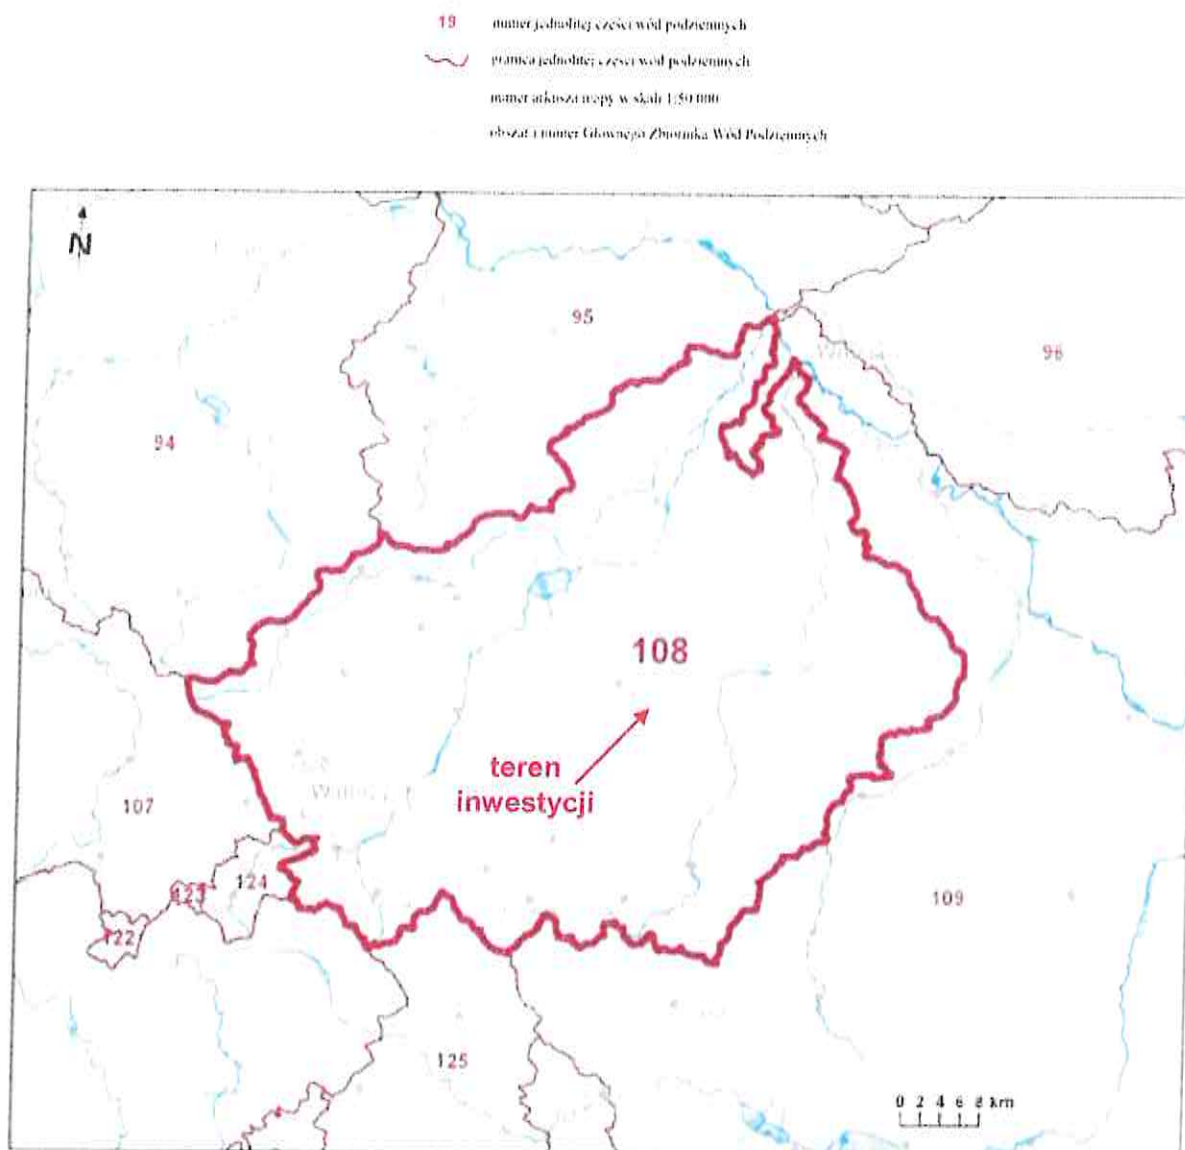 19 numer jednolitej części wód podziemnych
granica jednolitej części wód podziemnych
numer arkusza mapy w skali 1:50 000
obszar i numer Głównego Zbiornika Wód Podziemnych
N
95
96
94
108
teren
inwestycji
107
124
123
122
109
125
0 2 4 6 8 km